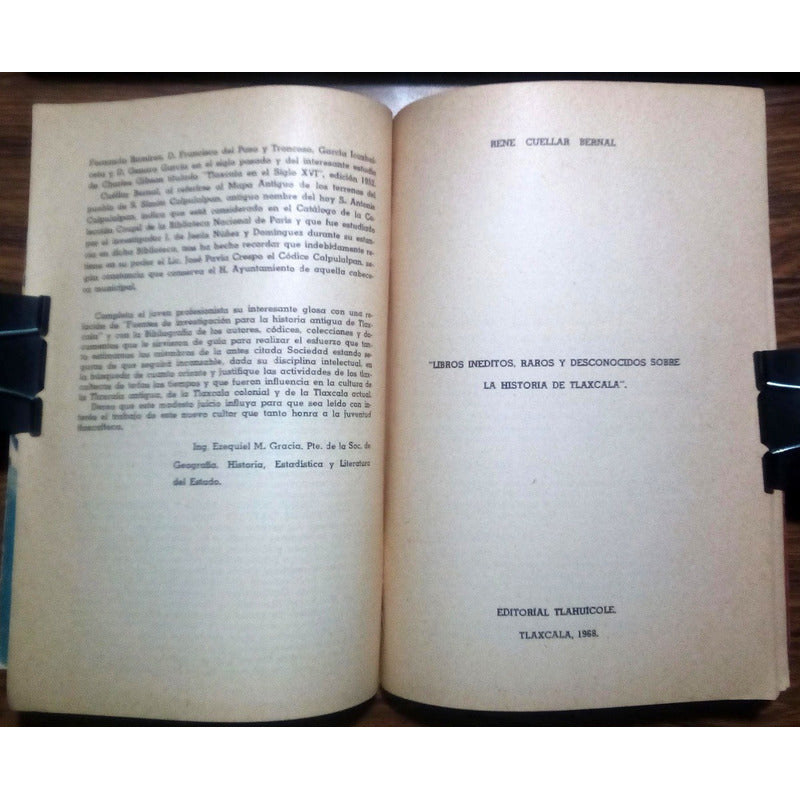 Fernando Ramírez, D. Francisco del Paso y Troncoso, García Icazbal-
ceta y D. Genaro García en el siglo pasado y del interesante estudio
de Charles Gibson titulado "Tlaxcala en el Siglo XVI", edición 1952.
Cuéllar Bernal, al referirse al Mapa Antiguo de los terrenos del
pueblo de S. Simón Calpulalpan, antiguo nombre del hoy S. Antonio
Calpulalpan, indica que está considerado en el Catálogo de la Co-
lección Goupil de la Biblioteca Nacional de París y que fue estudiado
por el investigador J. de Jesús Núñez y Domínguez durante su estan-
cia en dicha Biblioteca, nos ha hecho recordar que indebidamente re-
tiene en su poder el Lic. José Pavía Crespo el Códice Calpulalpan, se-
gún constancia que conserva el H. Ayuntamiento de aquella cabece-
ra municipal.
Completa el joven profesionista su interesante glosa con una re-
lación de "Fuentes de investigación para la historia antigua de Tlax-
cala" y con la Bibliografía de los autores, códices, colecciones y do-
cumentos que le sirvieron de guía para realizar el esfuerzo que tan-
to estimamos los miembros de la antes citada Sociedad estando se-
guros de que seguirá incansable, dada su disciplina intelectual, en
la búsqueda de cuanto oriente y justifique las actividades de los tlax-
caltecas de todos los tiempos y que fueron influencia en la cultura de
la Tlaxcala antigua, de la Tlaxcala colonial y de la Tlaxcala actual.
Deseo que este modesto juicio influya para que sea leído con in-
terés el trabajo de este nuevo cultor que tanto honra a la juventud
tlaxcalteca.
Ing. Ezequiel M. Gracia, Pte. de la Soc. de
Geografía, Historia, Estadística y Literatura
del Estado.
RENE CUELLAR BERNAL
"LIBROS INEDITOS, RAROS Y DESCONOCIDOS SOBRE
LA HISTORIA DE TLAXCALA".
EDITORIAL TLAHUICOLE.
TLAXCALA, 1968.